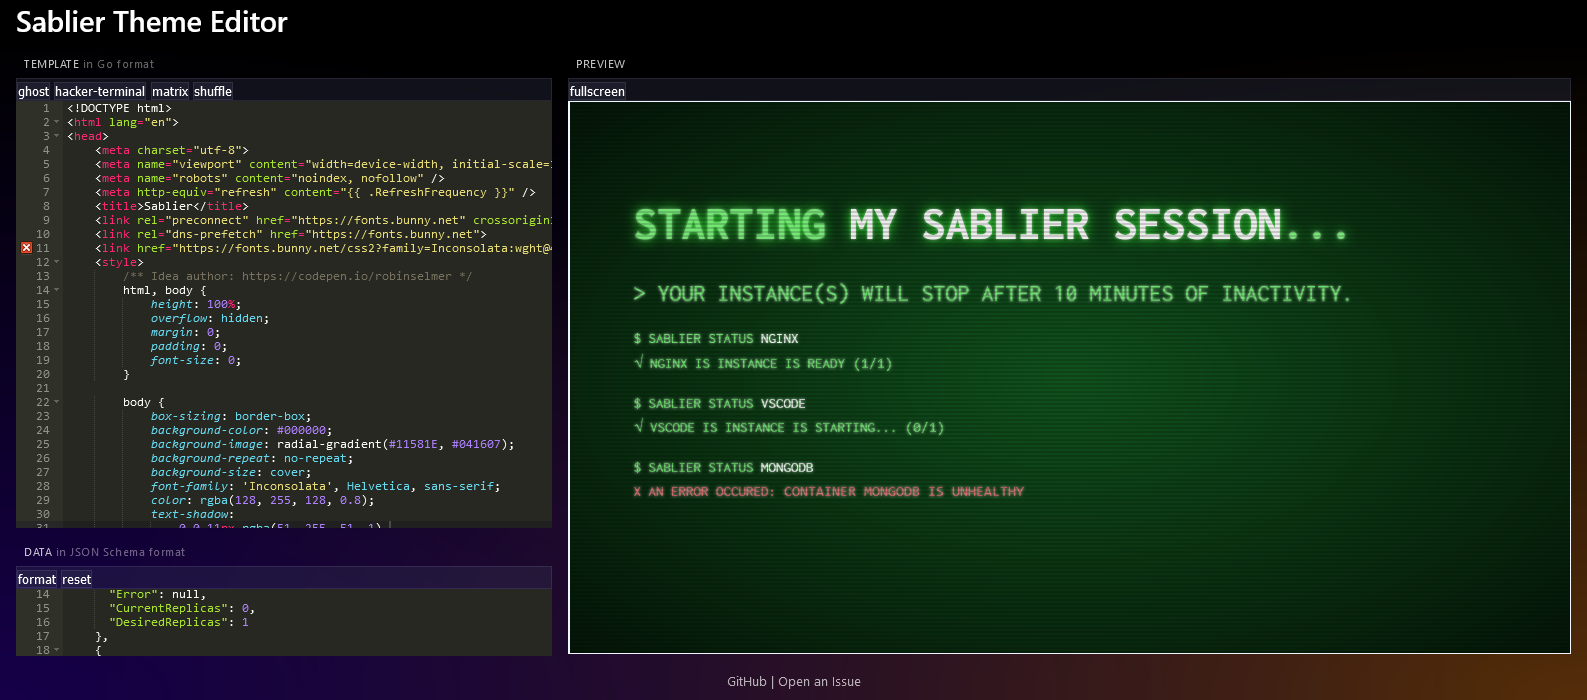 Sablier Theme Editor
TEMPLATE in Go format
ghost hacker-terminal matrix shuffle
1 <!DOCTYPE html>
2 <html lang="en">
3 <head>
4 <meta charset="utf-8">
5 <meta name="viewport" content="width=device-width, initial-scale=
6 <meta name="robots" content="noindex, nofollow" />
7 <meta http-equiv="refresh" content="{{ .RefreshFrequency }}" />
8 <title>Sablier</title>
9 <link rel="preconnect" href="https://fonts.bunny.net" crossorigin
10 <link rel="dns-prefetch" href="https://fonts.bunny.net">
11 <link href="https://fonts.bunny.net/css2?family=Inconsolata:wght@
12 <style>
13 /** Idea author: https://codepen.io/robinselmer */
14 html, body {
15 height: 100%;
16 overflow: hidden;
17 margin: 0;
18 padding: 0;
19 font-size: 0;
20 }
21
22 body {
23 box-sizing: border-box;
24 background-color: #000000;
25 background-image: radial-gradient(#11581E, #041607);
26 background-repeat: no-repeat;
27 background-size: cover;
28 font-family: 'Inconsolata', Helvetica, sans-serif;
29 color: rgba(128, 255, 128, 0.8);
30 text-shadow:
31 0 0 11px rgba(51, 255, 51, 1)
DATA in JSON Schema format
format reset
14 "Error": null,
15 "CurrentReplicas": 0,
16 "DesiredReplicas": 1
17 },
18 {
PREVIEW
fullscreen
STARTING MY SABLIER SESSION...
> YOUR INSTANCE(S) WILL STOP AFTER 10 MINUTES OF INACTIVITY.
$ SABLIER STATUS NGINX
√ NGINX IS INSTANCE IS READY (1/1)
$ SABLIER STATUS VSCODE
√ VSCODE IS INSTANCE IS STARTING... (0/1)
$ SABLIER STATUS MONGODB
X AN ERROR OCCURED: CONTAINER MONGODB IS UNHEALTHY
GitHub | Open an Issue